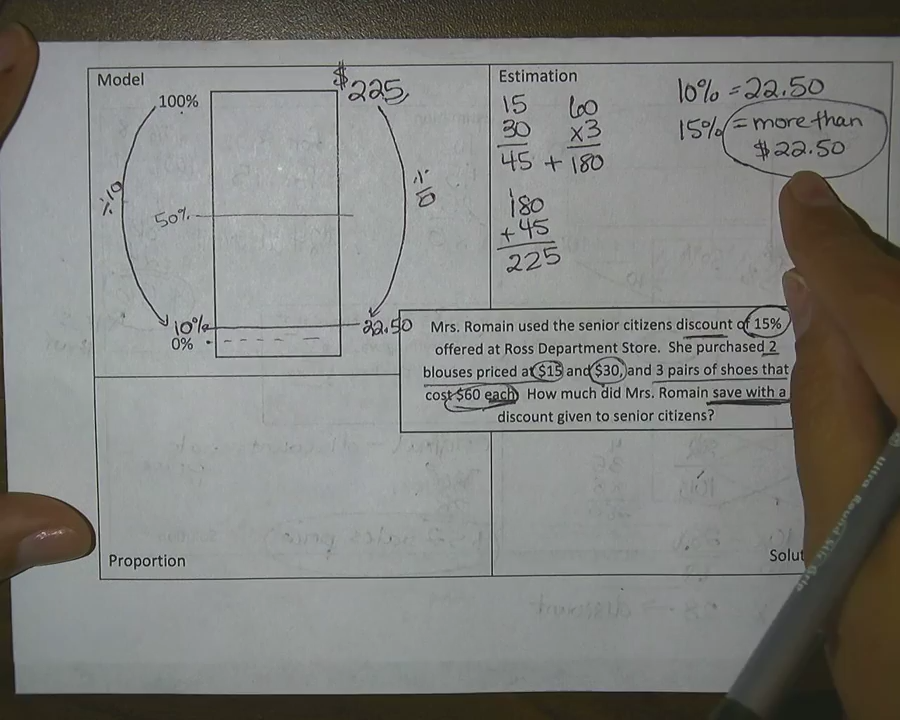 Model
100%
$225
÷10
÷10
50%
10%
22.50
0%
Estimation
15
30
45 +
60
x3
180
180
+ 45
225
10% = 22.50
15% = more than
$22.50
Mrs. Romain used the senior citizens discount of 15%
offered at Ross Department Store. She purchased 2
blouses priced at $15 and $30, and 3 pairs of shoes that
cost $60 each. How much did Mrs. Romain save with a
discount given to senior citizens?
Proportion
Solut